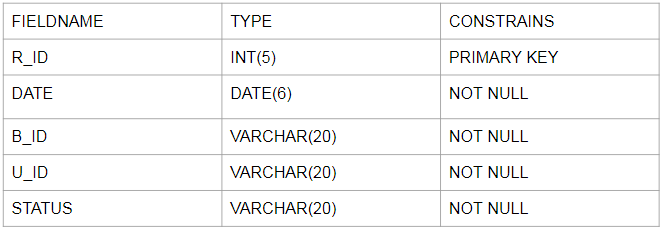 FIELDNAME TYPE CONSTRAINS
R_ID INT(5) PRIMARY KEY
DATE DATE(6) NOT NULL
B_ID VARCHAR(20) NOT NULL
U_ID VARCHAR(20) NOT NULL
STATUS VARCHAR(20) NOT NULL